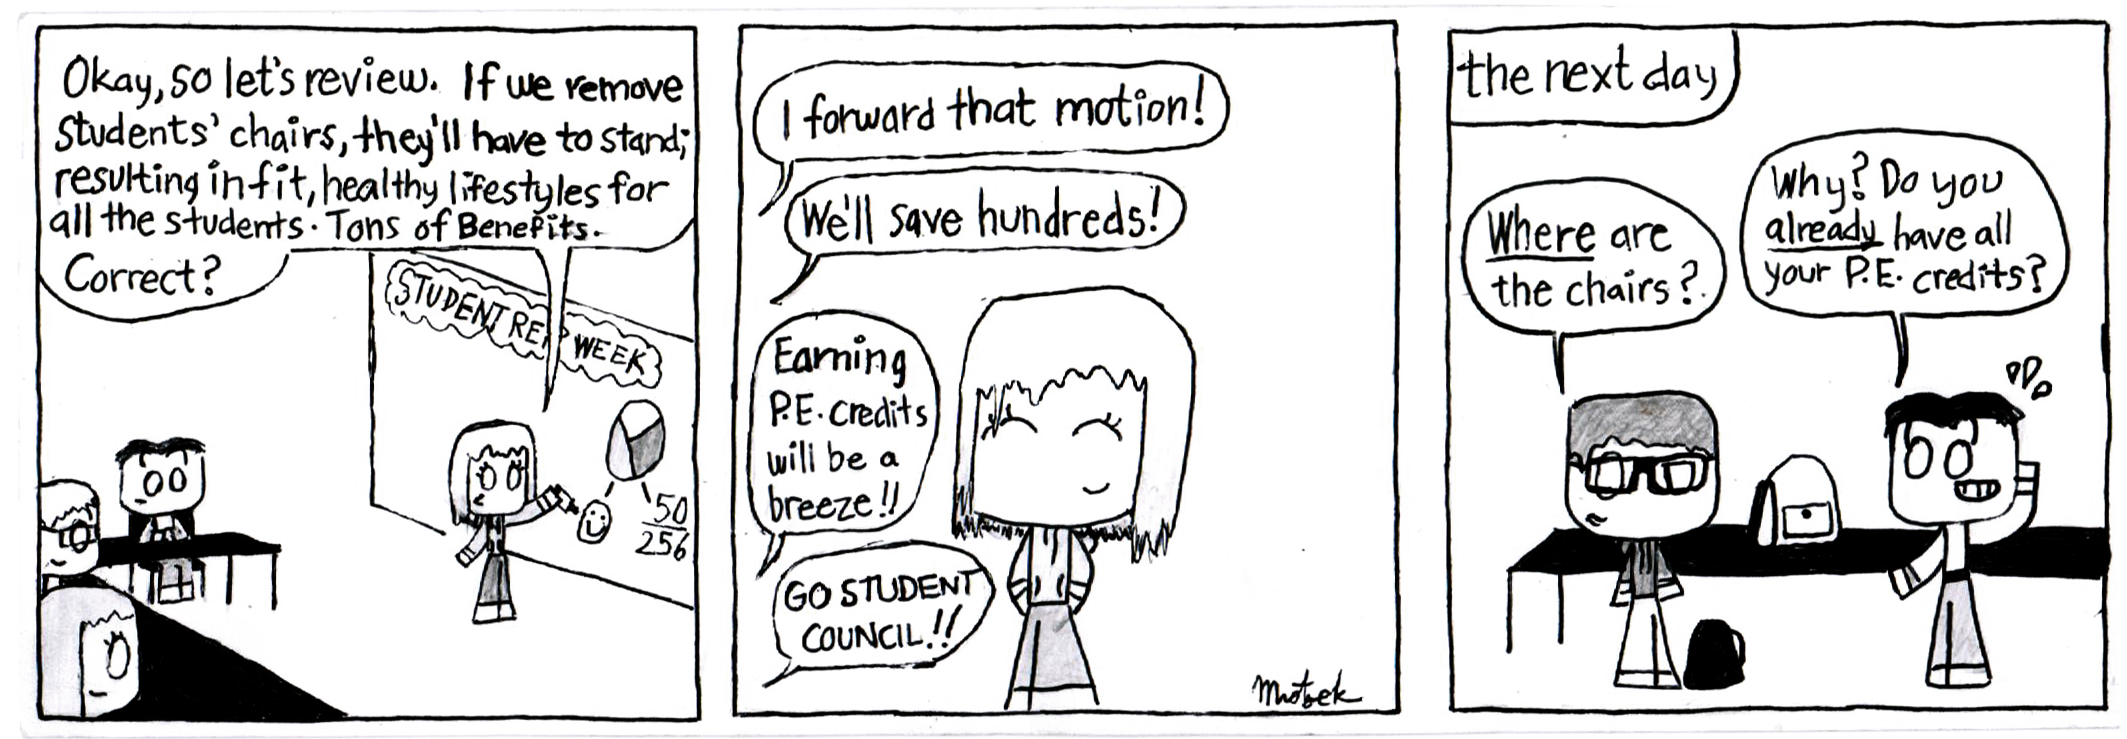 Okay, so let's review. If we remove
students' chairs, they'll have to stand;
resulting in fit, healthy lifestyles for
all the students. Tons of Benefits.
Correct?
STUDENT REP WEEK
50
256
I forward that motion!
We'll save hundreds!
Earning
P.E. credits
will be a
breeze!!
GO STUDENT
COUNCIL!!
the next day
Where are
the chairs?
Why? Do you
already have all
your P.E. credits?